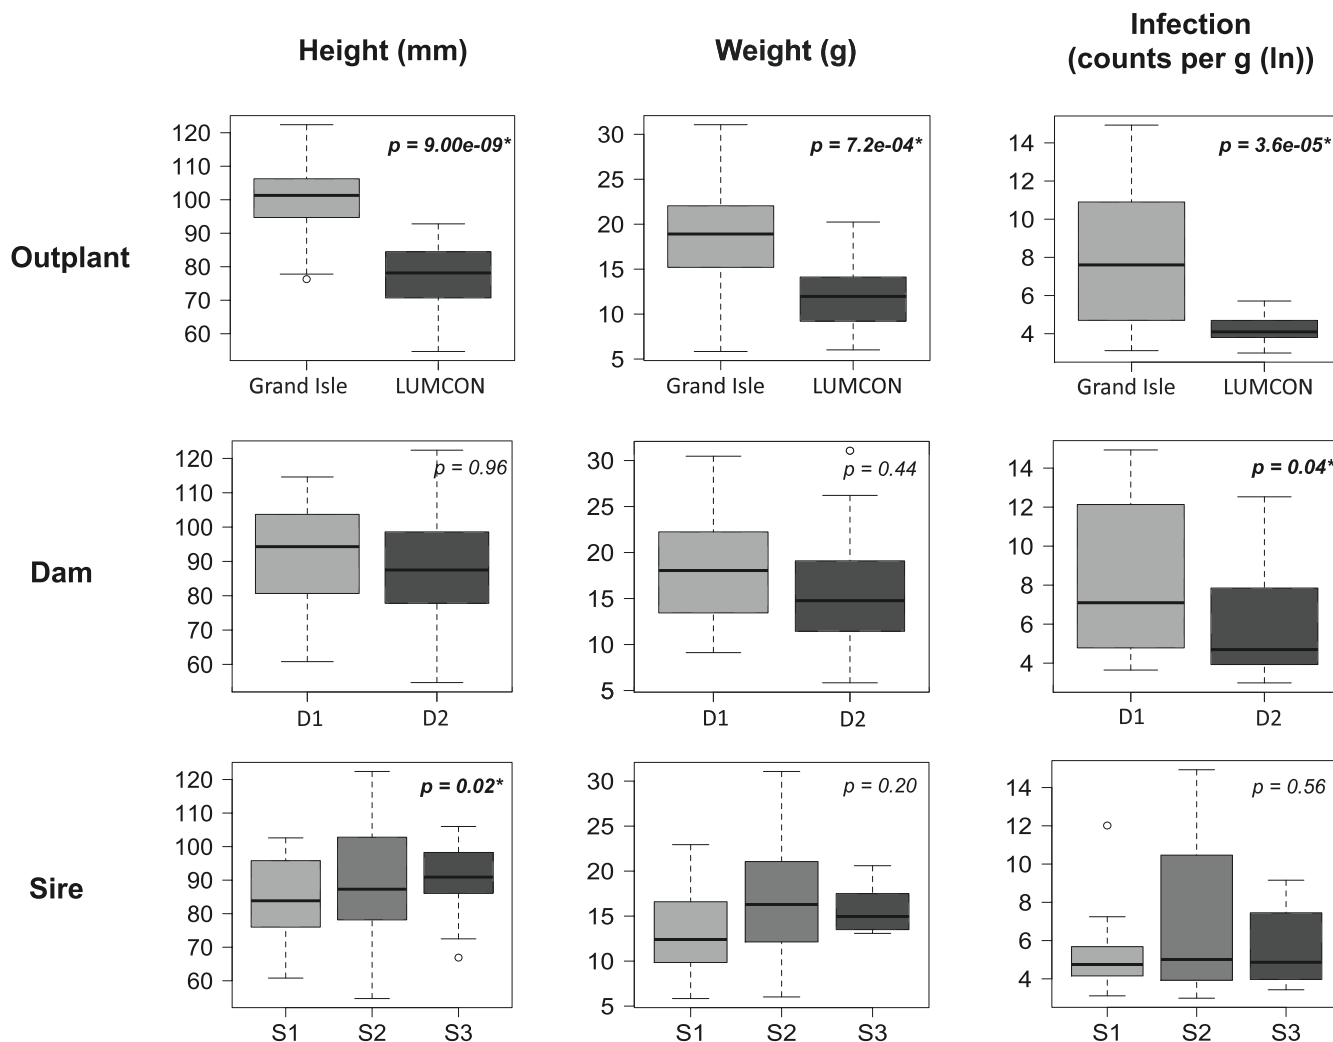 Height (mm)
Weight (g)
Infection
(counts per g (ln))
Outplant
120
110
100
90
80
70
60
p = 9.00e-09*
Grand Isle
LUMCON
30
25
20
15
10
5
p = 7.2e-04*
Grand Isle
LUMCON
14
12
10
8
6
4
p = 3.6e-05*
Grand Isle
LUMCON
Dam
120
110
100
90
80
70
60
p = 0.96
D1
D2
30
25
20
15
10
5
p = 0.44
D1
D2
14
12
10
8
6
4
p = 0.04*
D1
D2
Sire
120
110
100
90
80
70
60
p = 0.02*
S1
S2
S3
30
25
20
15
10
5
p = 0.20
S1
S2
S3
14
12
10
8
6
4
p = 0.56
S1
S2
S3